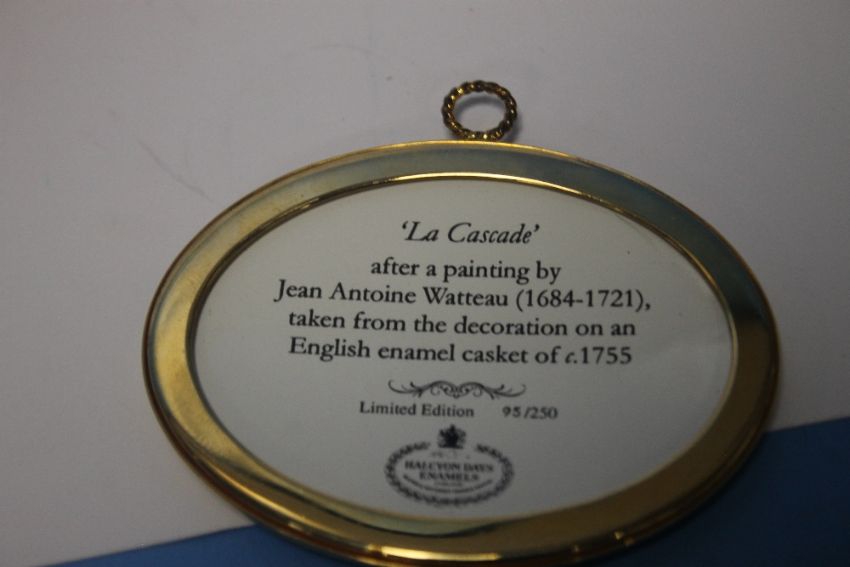 ‘La Cascade’
after a painting by
Jean Antoine Watteau (1684-1721),
taken from the decoration on an
English enamel casket of c.1755
Limited Edition 95/250
HALCYON DAYS
ENAMELS